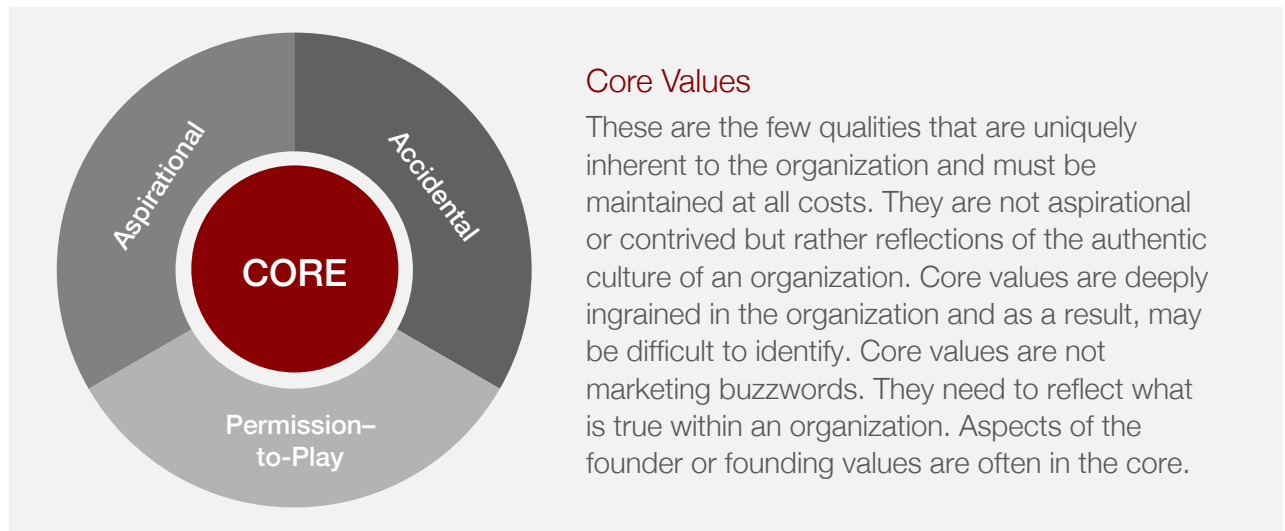 Aspirational
Accidental
CORE
Permission–
to-Play
Core Values
These are the few qualities that are uniquely
inherent to the organization and must be
maintained at all costs. They are not aspirational
or contrived but rather reflections of the authentic
culture of an organization. Core values are deeply
ingrained in the organization and as a result, may
be difficult to identify. Core values are not
marketing buzzwords. They need to reflect what
is true within an organization. Aspects of the
founder or founding values are often in the core.